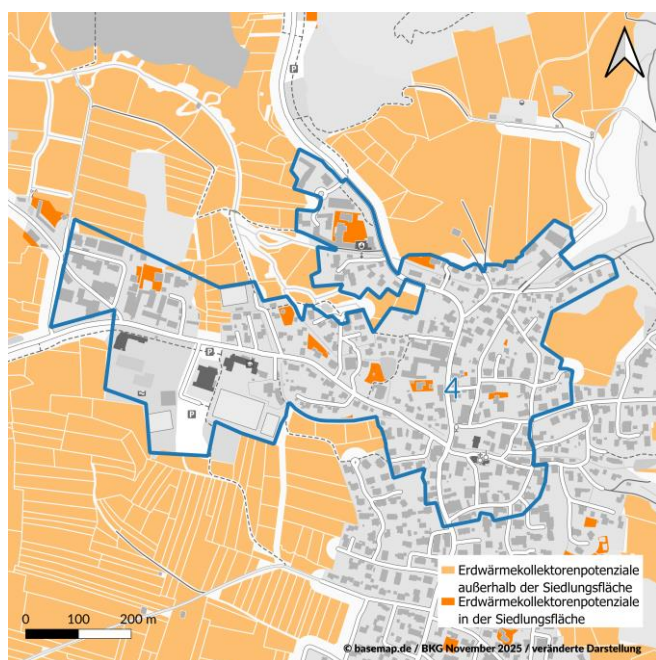 P
4
P
P
Erdwärmekollektorenpotenziale
außerhalb der Siedlungsfläche
Erdwärmekollektorenpotenziale
in der Siedlungsfläche
0 100 200 m
© basemap.de / BKG November 2025 / veränderte Darstellung